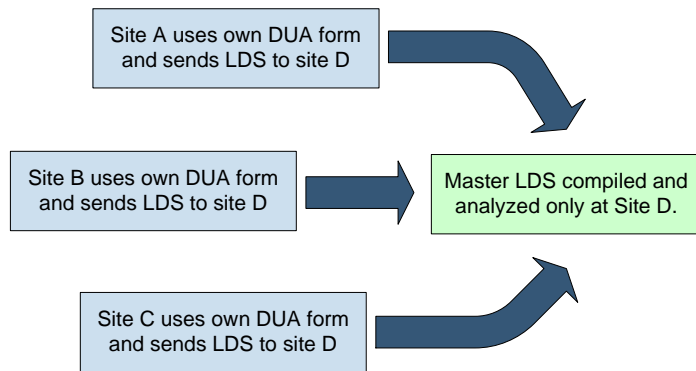 Site A uses own DUA form
and sends LDS to site D
Site B uses own DUA form
and sends LDS to site D
Master LDS compiled and
analyzed only at Site D.
Site C uses own DUA form
and sends LDS to site D